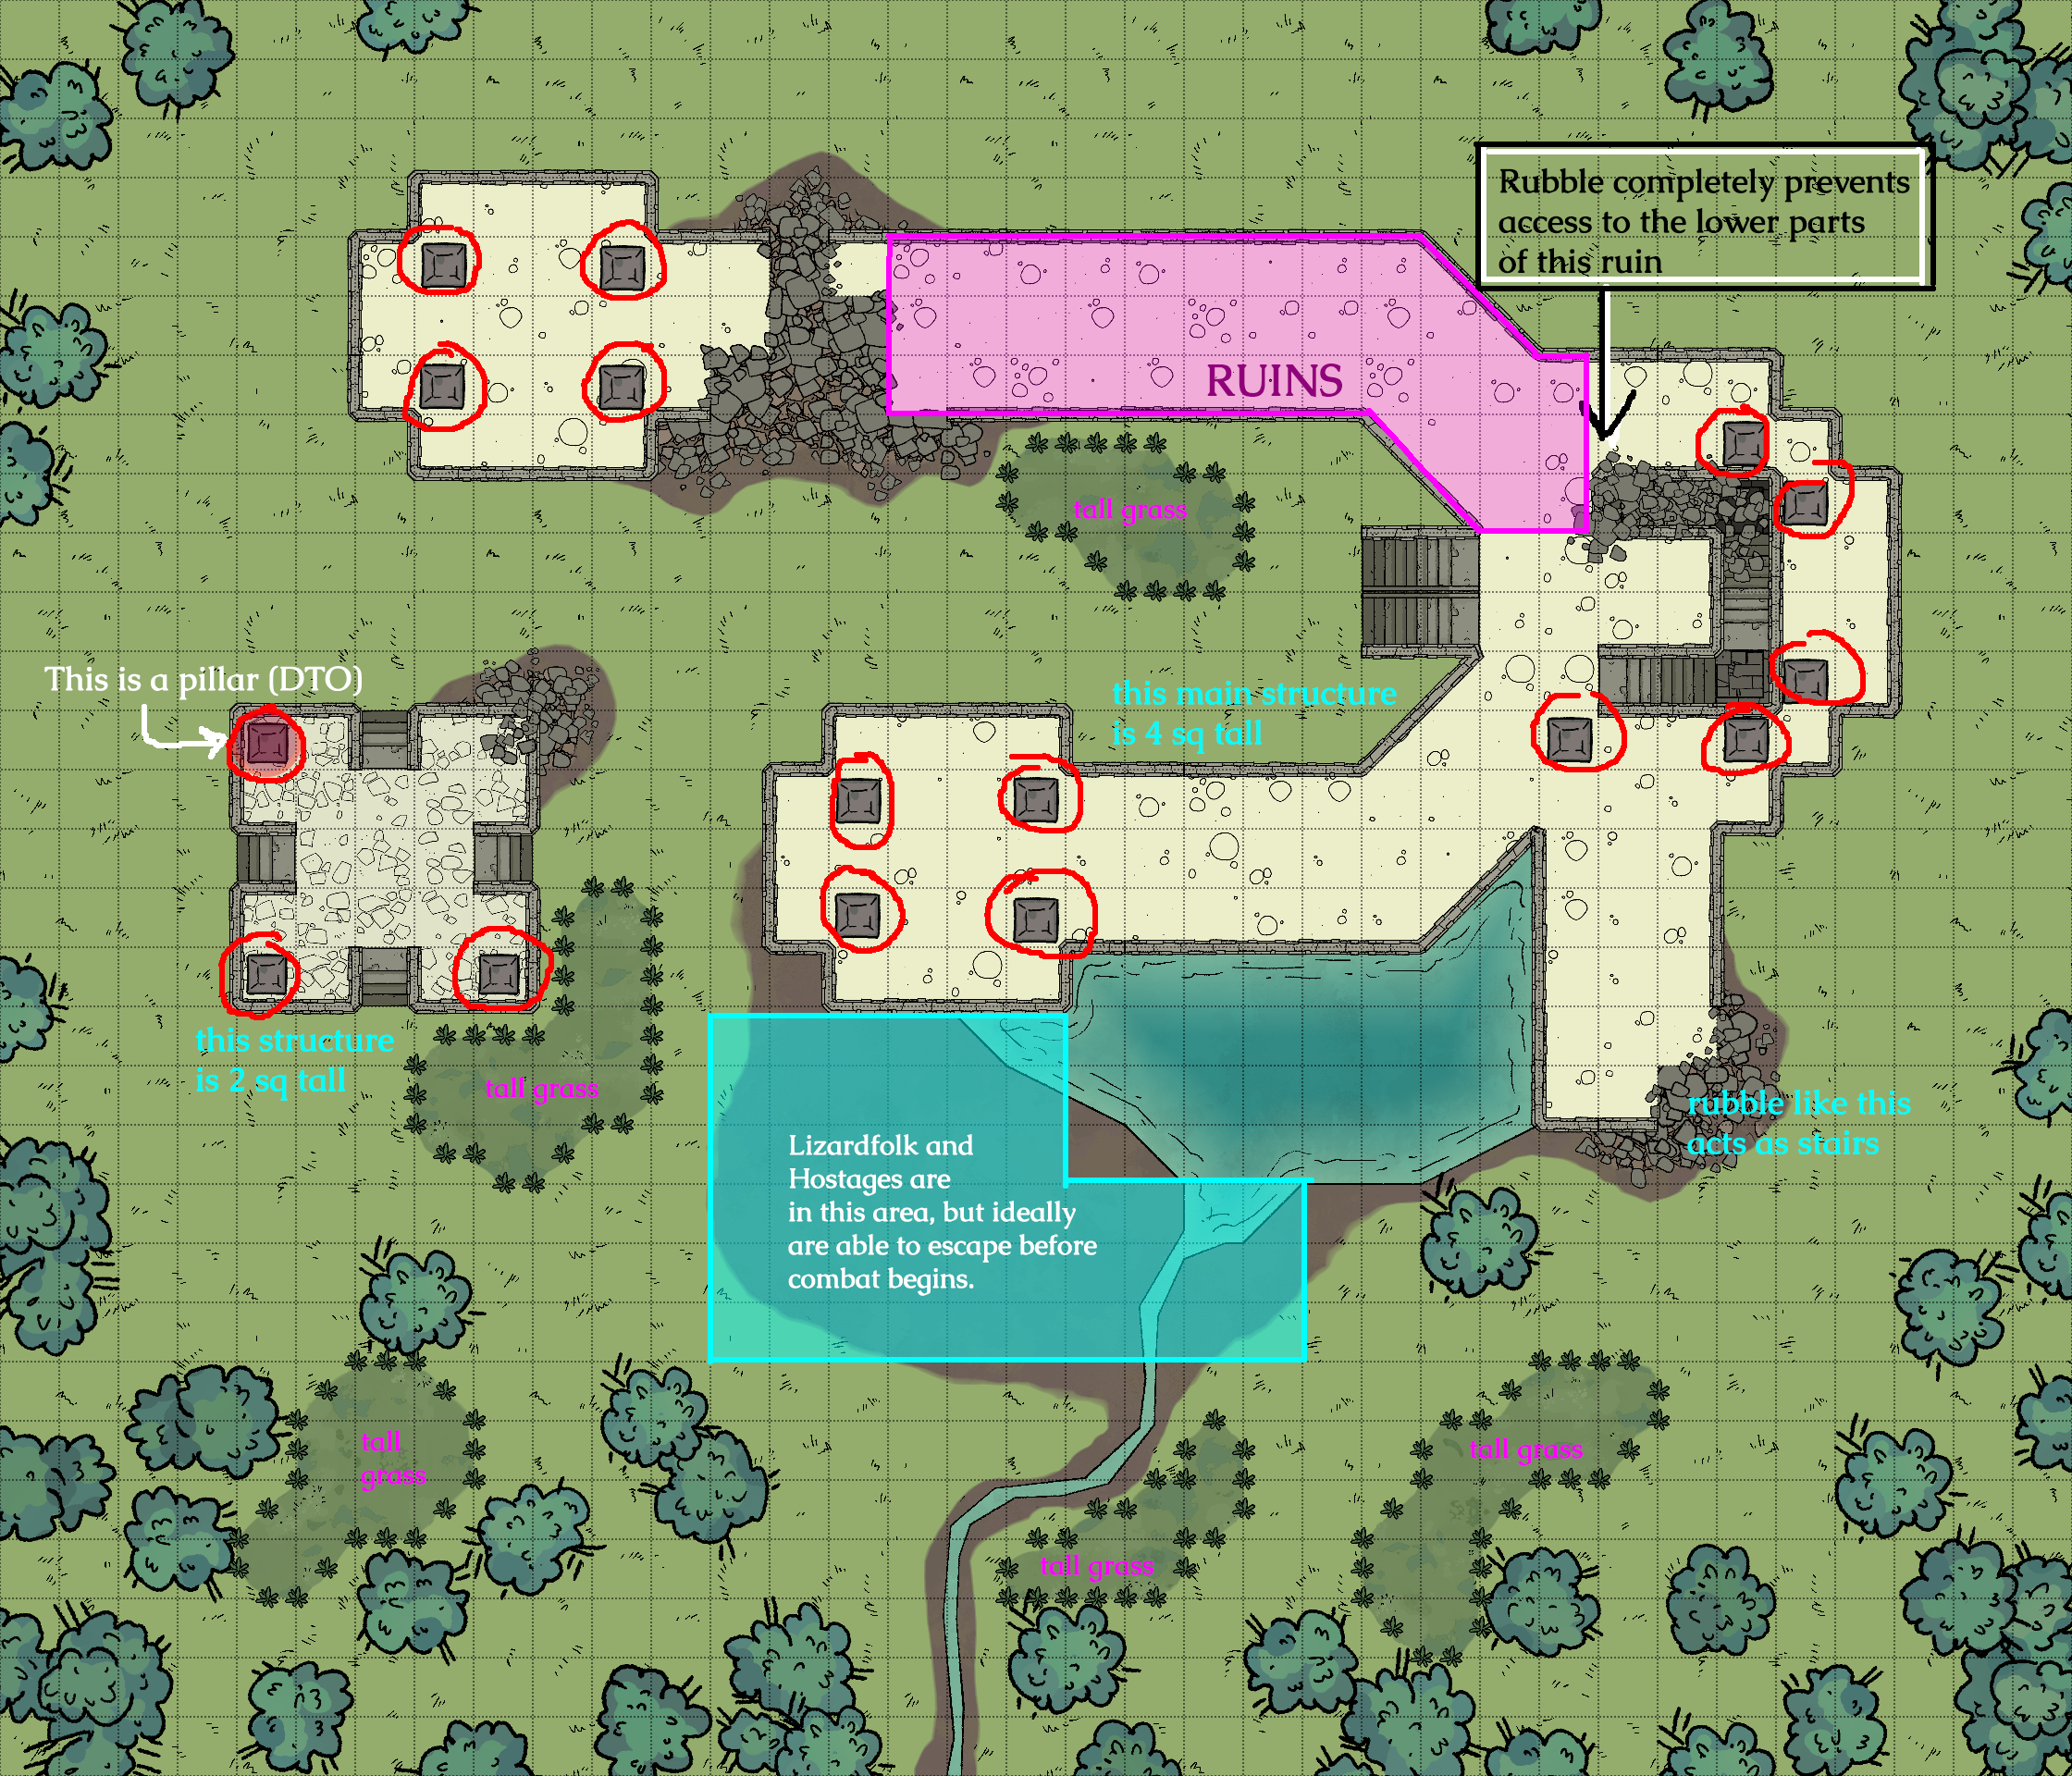 Rubble completely prevents
access to the lower parts
of this ruin
RUINS
tall grass
This is a pillar (DTO)
this main structure
is 4 sq tall
this structure
is 2 sq tall
tall grass
rubble like this
acts as stairs
Lizardfolk and
Hostages are
in this area, but ideally
are able to escape before
combat begins.
tall
grass
tall grass
tall grass